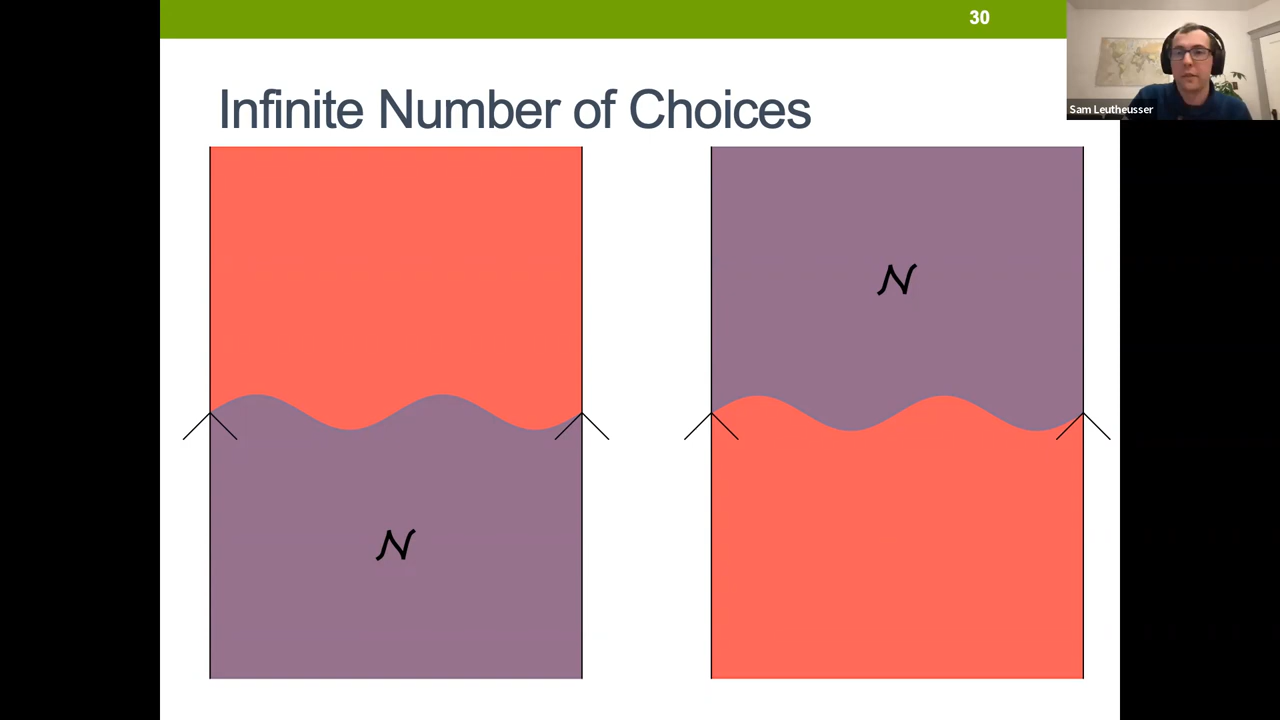 30
Sam Leutheusser
Infinite Number of Choices
𝒩
𝒩